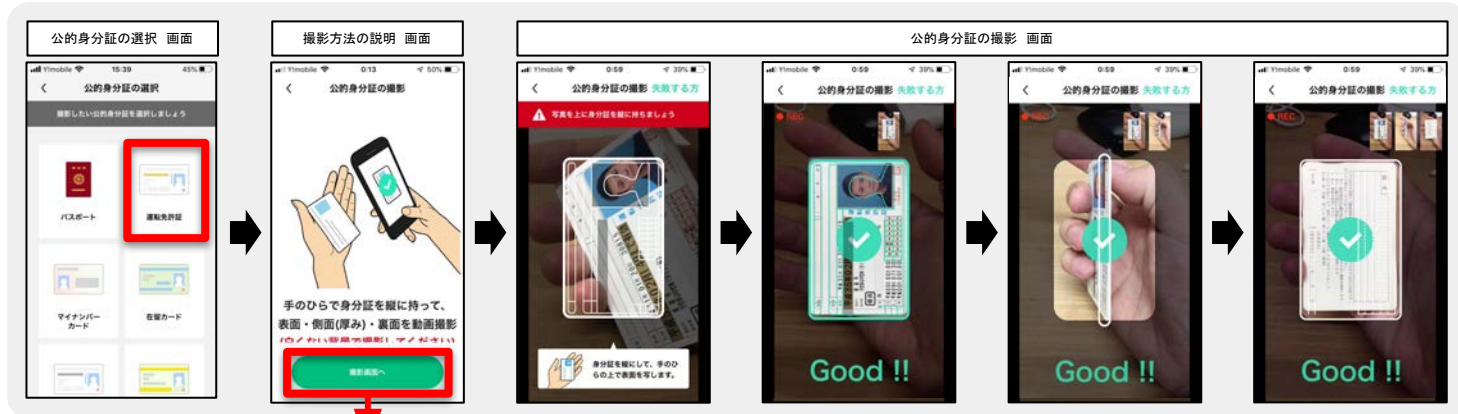 公的身分証の選択 画面
撮影方法の説明 画面
公的身分証の撮影 画面
Y!mobile 15:39 45%
公的身分証の選択
撮影したい公的身分証を選択しましょう
パスポート
運転免許証
マイナンバー
カード
在留カード
Y!mobile 0:13 50%
公的身分証の撮影
手のひらで身分証を縦に持って、
表面・側面(厚み)・裏面を動画撮影
撮影画面へ
Y!mobile 0:59 39%
公的身分証の撮影 失敗する方
写真を上に身分証を縦に持ちましょう
身分証を縦にして、手のひ
らの上で表面を写します。
Y!mobile 0:59 39%
公的身分証の撮影 失敗する方
REC
Good !!
Y!mobile 0:59 39%
公的身分証の撮影 失敗する方
REC
Good !!
Y!mobile 0:59 39%
公的身分証の撮影 失敗する方
REC
Good !!